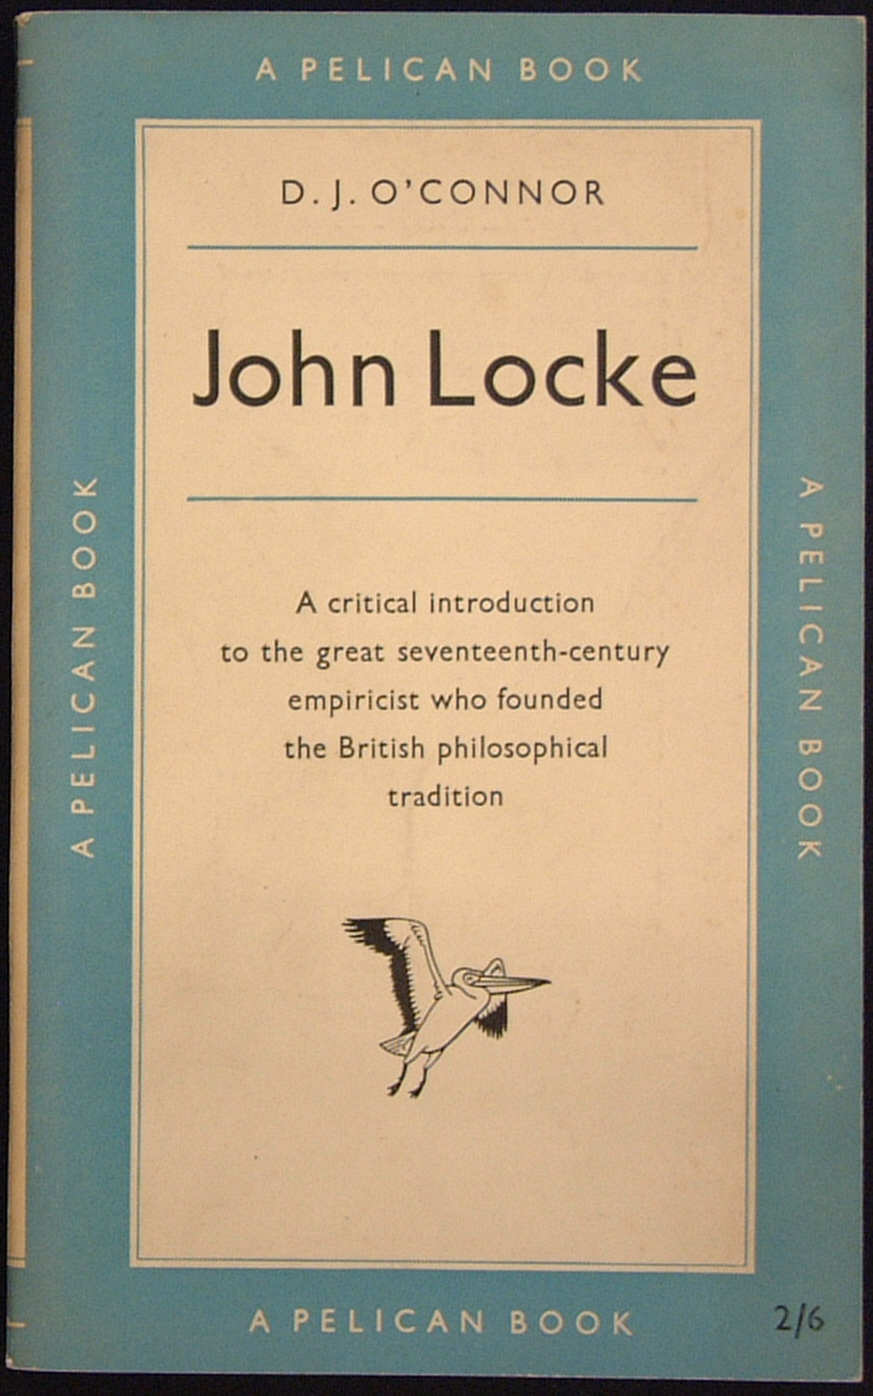 A PELICAN BOOK
D. J. O'CONNOR
John Locke
A critical introduction
to the great seventeenth-century
empiricist who founded
the British philosophical
tradition
A PELICAN BOOK
A PELICAN BOOK
A PELICAN BOOK
2/6